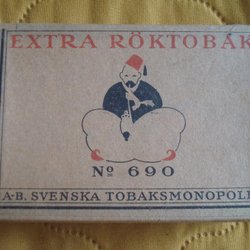 EXTRA RÖKTOBAK
Nº 690
A-B. SVENSKA TOBAKSMONOPOL